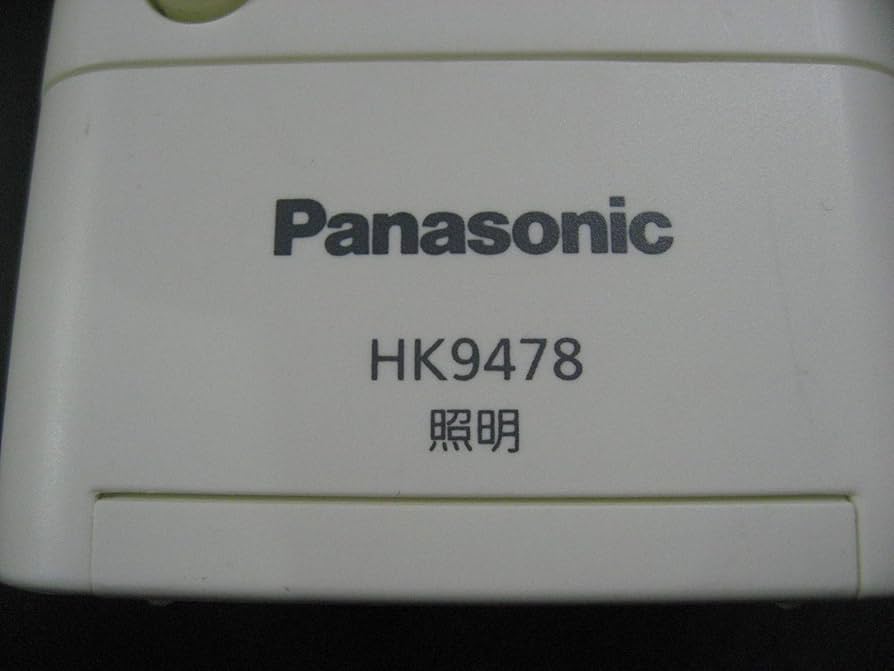 Panasonic
HK9478
照明